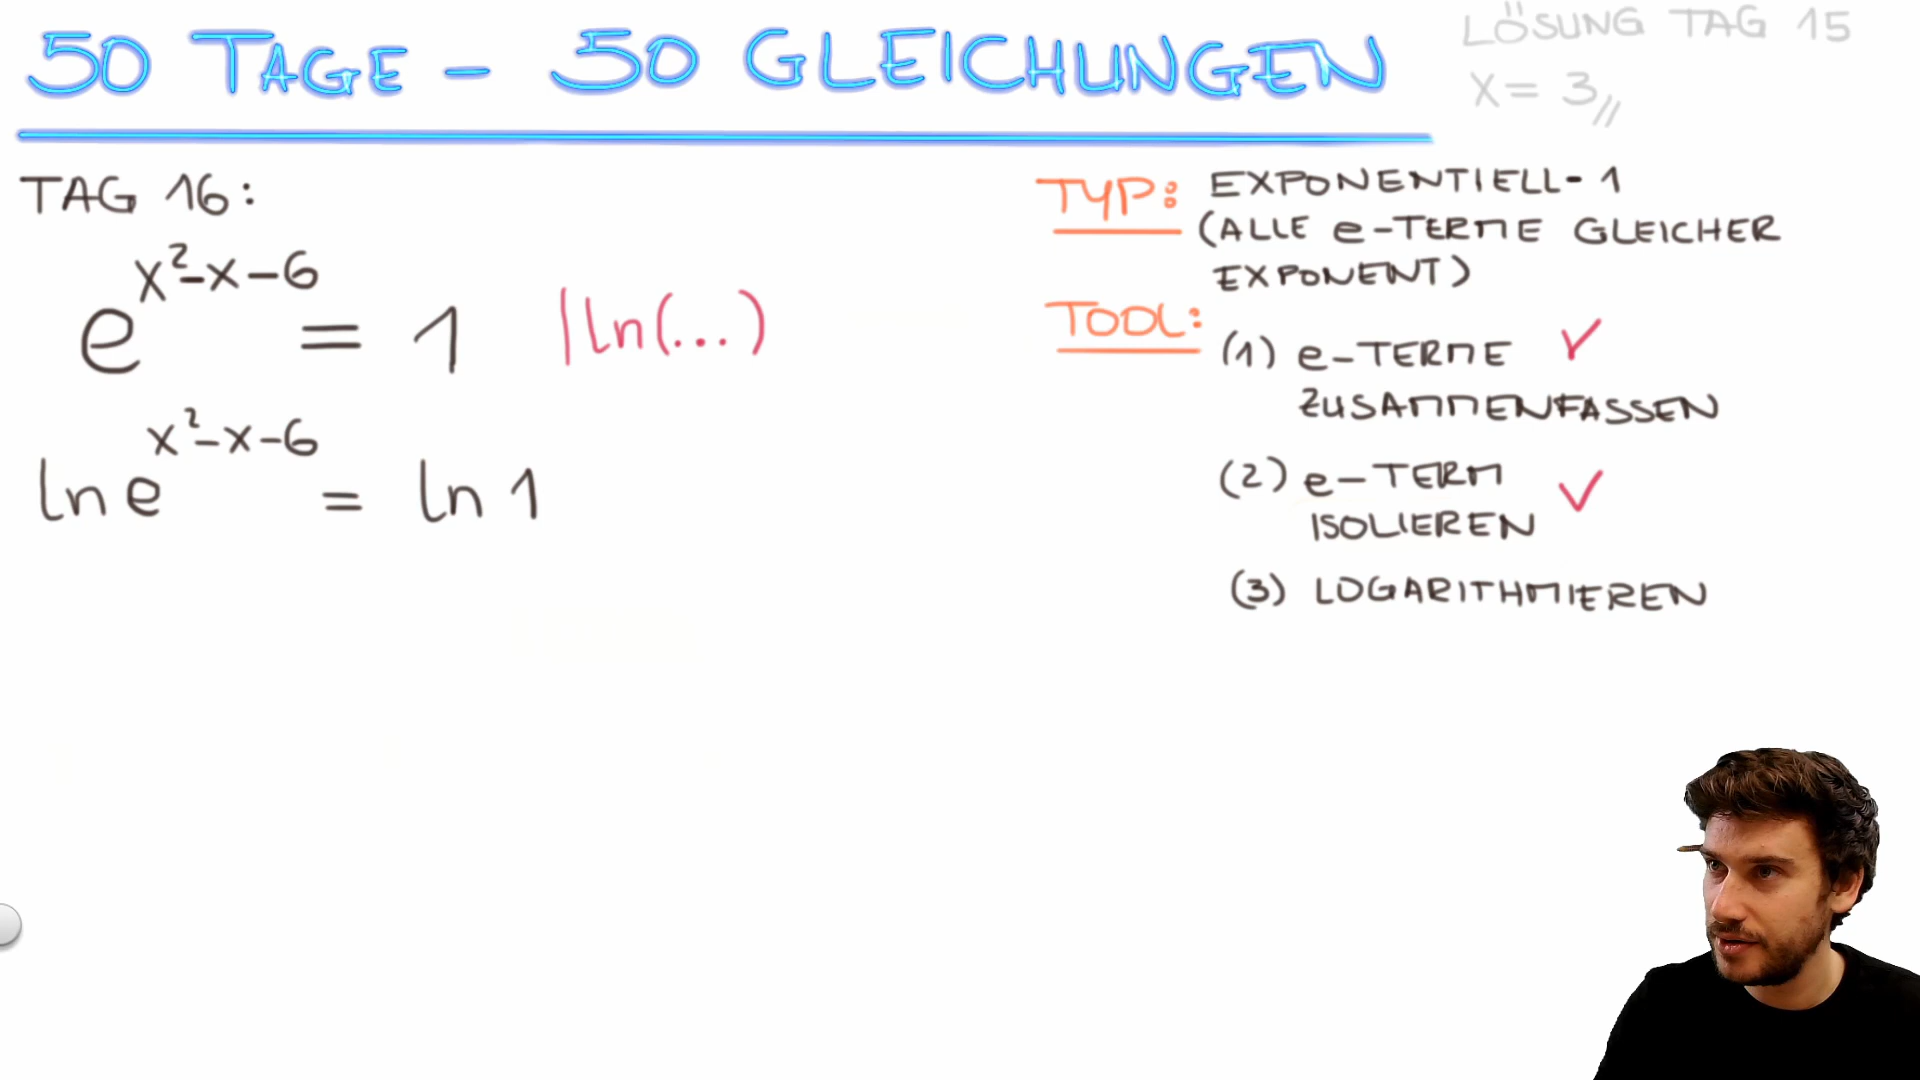 50 TAGE - 50 GLEICHUNGEN
LÖSUNG TAG 15
X = 3
TAG 16:
e^{x²-x-6} = 1 | ln(...)
ln e^{x²-x-6} = ln 1
TYP: EXPONENTIELL-1
(ALLE e-TERME GLEICHER
EXPONENT)
TOOL:
(1) e-TERME ✓
ZUSAMMENFASSEN
(2) e-TERM ✓
ISOLIEREN
(3) LOGARITHMIEREN